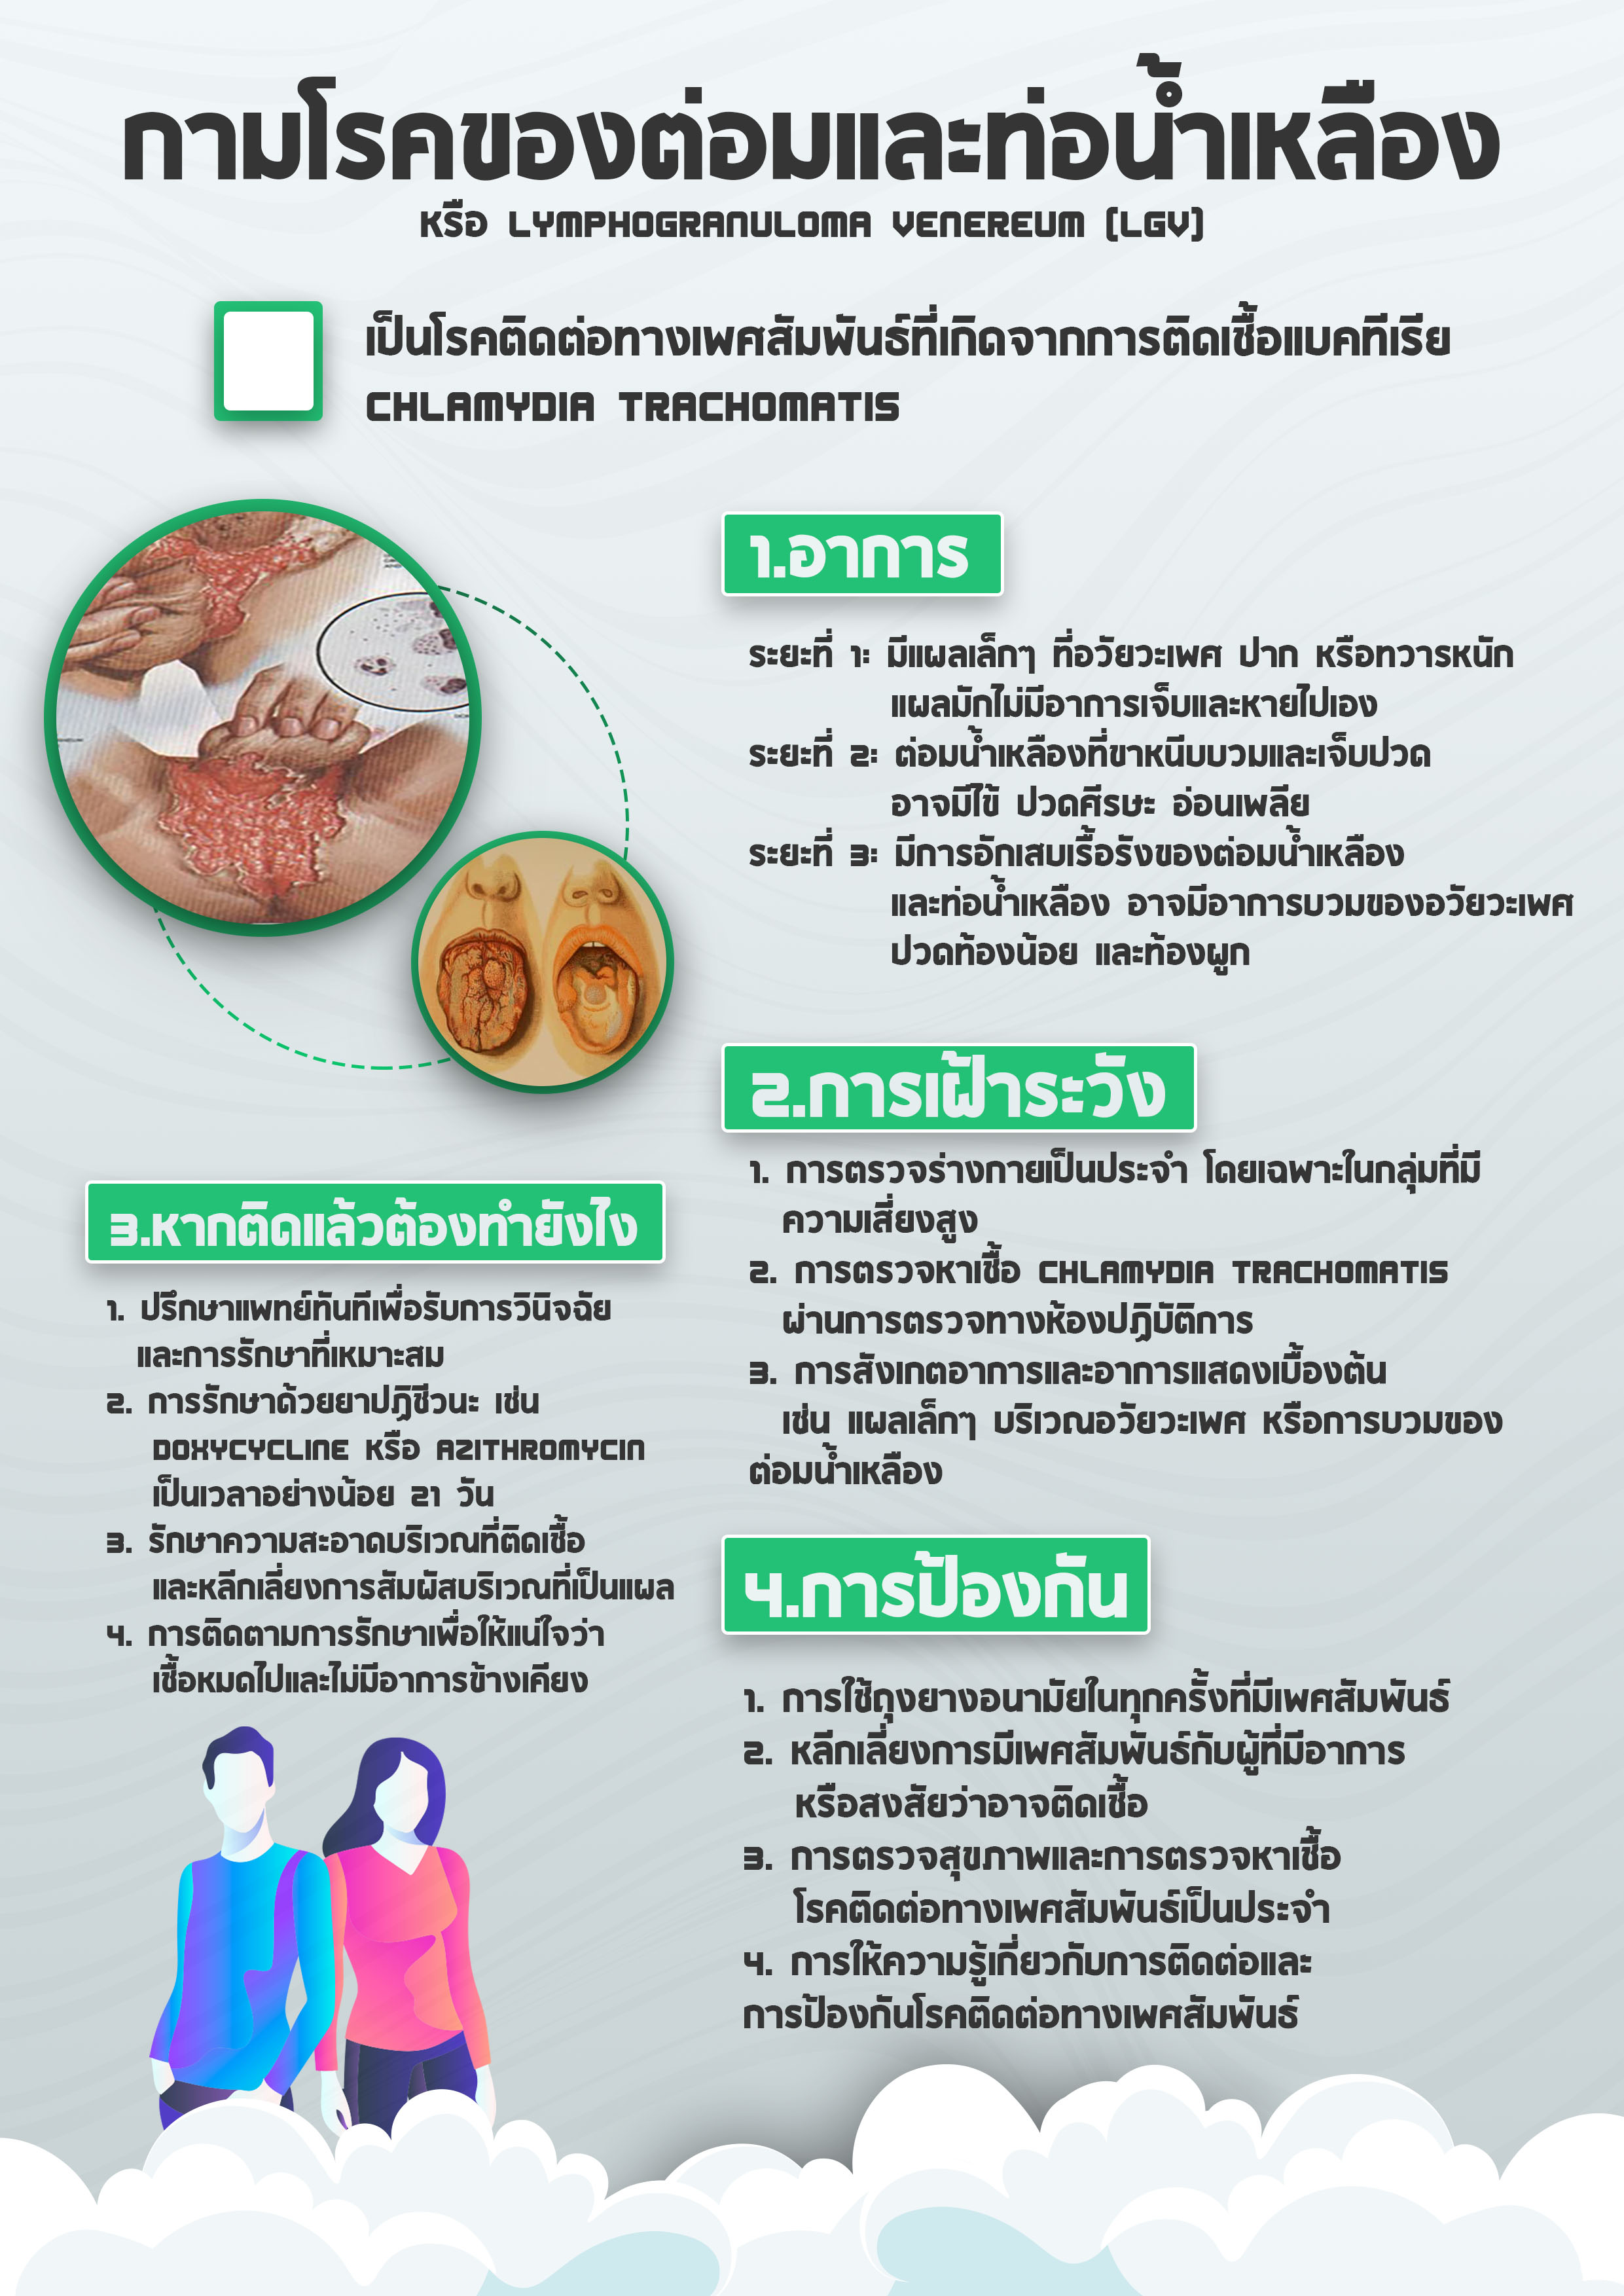 กามโรคของต่อมและท่อน้ำเหลือง
หรือ LYMPHOGRANULOMA VENEREUM (LGV)
เป็นโรคติดต่อทางเพศสัมพันธ์ที่เกิดจากการติดเชื้อแบคทีเรีย
CHLAMYDIA TRACHOMATIS
1.อาการ
ระยะที่ 1: มีแผลเล็กๆ ที่อวัยวะเพศ ปาก หรือทวารหนัก
แผลมักไม่มีอาการเจ็บและหายไปเอง
ระยะที่ 2: ต่อมน้ำเหลืองที่ขาหนีบบวมและเจ็บปวด
อาจมีไข้ ปวดศีรษะ อ่อนเพลีย
ระยะที่ 3: มีการอักเสบเรื้อรังของต่อมน้ำเหลือง
และท่อน้ำเหลือง อาจมีอาการบวมของอวัยวะเพศ
ปวดท้องน้อย และท้องผูก
2.การเฝ้าระวัง
1. การตรวจร่างกายเป็นประจำ โดยเฉพาะในกลุ่มที่มี
ความเสี่ยงสูง
2. การตรวจหาเชื้อ CHLAMYDIA TRACHOMATIS
ผ่านการตรวจทางห้องปฏิบัติการ
3. การสังเกตอาการและอาการแสดงเบื้องต้น
เช่น แผลเล็กๆ บริเวณอวัยวะเพศ หรือการบวมของ
ต่อมน้ำเหลือง
3.หากติดแล้วต้องทำยังไง
1. ปรึกษาแพทย์ทันทีเพื่อรับการวินิจฉัย
และการรักษาที่เหมาะสม
2. การรักษาด้วยยาปฏิชีวนะ เช่น
DOXYCYCLINE หรือ AZITHROMYCIN
เป็นเวลาอย่างน้อย 21 วัน
3. รักษาความสะอาดบริเวณที่ติดเชื้อ
และหลีกเลี่ยงการสัมผัสบริเวณที่เป็นแผล
4. การติดตามการรักษาเพื่อให้แน่ใจว่า
เชื้อหมดไปและไม่มีอาการข้างเคียง
4.การป้องกัน
1. การใช้ถุงยางอนามัยในทุกครั้งที่มีเพศสัมพันธ์
2. หลีกเลี่ยงการมีเพศสัมพันธ์กับผู้ที่มีอาการ
หรือสงสัยว่าอาจติดเชื้อ
3. การตรวจสุขภาพและการตรวจหาเชื้อ
โรคติดต่อทางเพศสัมพันธ์เป็นประจำ
4. การให้ความรู้เกี่ยวกับการติดต่อและ
การป้องกันโรคติดต่อทางเพศสัมพันธ์